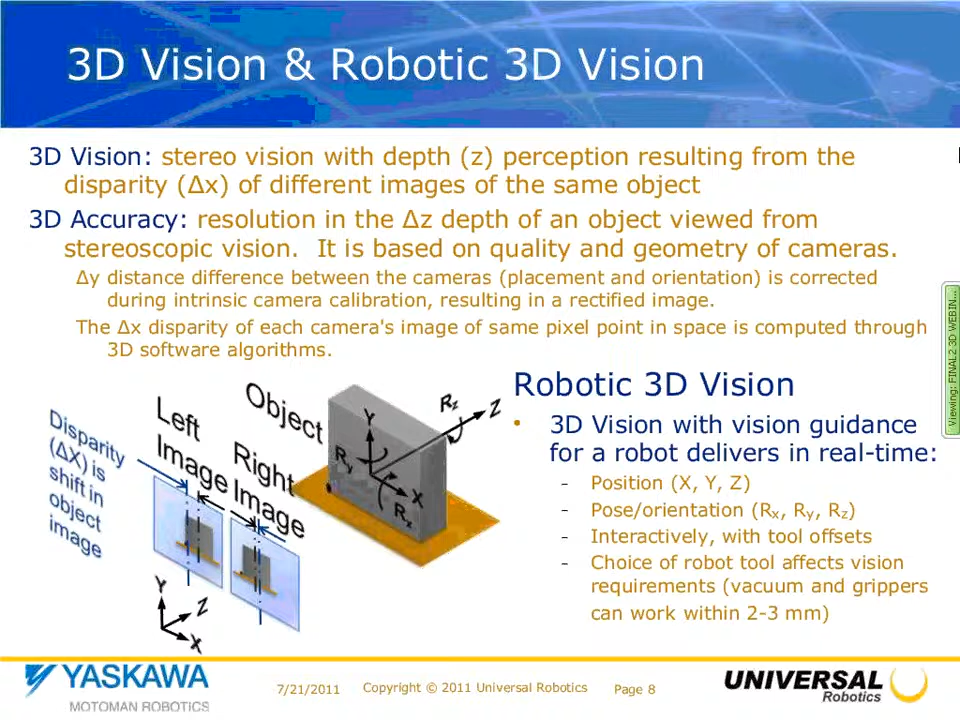 3D Vision & Robotic 3D Vision
3D Vision: stereo vision with depth (z) perception resulting from the
disparity (Δx) of different images of the same object
3D Accuracy: resolution in the Δz depth of an object viewed from
stereoscopic vision.  It is based on quality and geometry of cameras.
Δy distance difference between the cameras (placement and orientation) is corrected
during intrinsic camera calibration, resulting in a rectified image.
The Δx disparity of each camera's image of same pixel point in space is computed through
3D software algorithms.
Disparity
(ΔX) is
shift in
object
image
Left
Image
Right
Image
Object
Y
Z
X
Rz
Ry
Rx
Y
Z
X
Robotic 3D Vision
• 3D Vision with vision guidance
for a robot delivers in real-time:
– Position (X, Y, Z)
– Pose/orientation (Rx, Ry, Rz)
– Interactively, with tool offsets
– Choice of robot tool affects vision
requirements (vacuum and grippers
can work within 2-3 mm)
Viewing: FINAL2 3D WEBIN...
YASKAWA
MOTOMAN ROBOTICS
7/21/2011
Copyright © 2011 Universal Robotics
Page 8
UNIVERSAL
Robotics